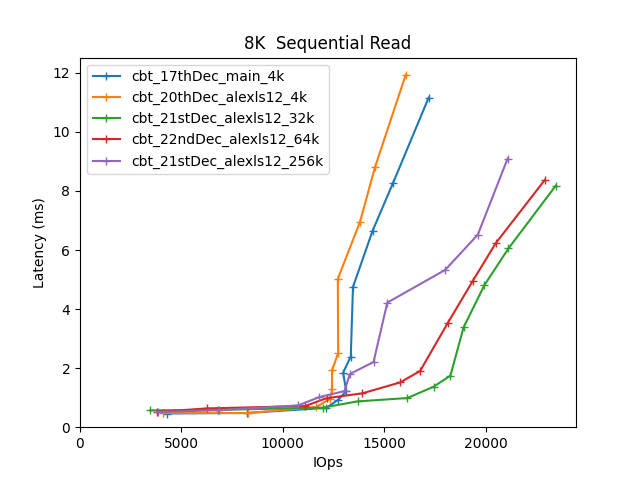 8K  Sequential Read
cbt_17thDec_main_4k
cbt_20thDec_alexls12_4k
cbt_21stDec_alexls12_32k
cbt_22ndDec_alexls12_64k
cbt_21stDec_alexls12_256k
12
10
8
6
4
2
0
Latency (ms)
0 5000 10000 15000 20000
IOps